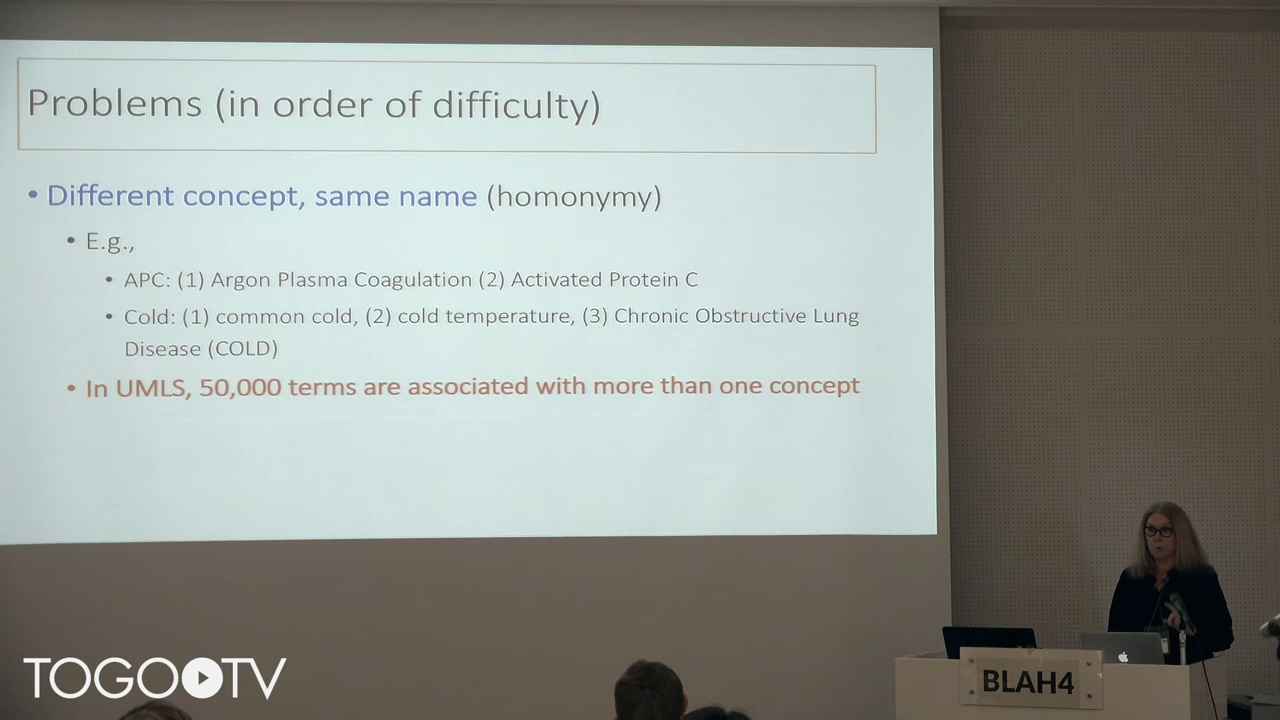 Problems (in order of difficulty)
• Different concept, same name (homonymy)
• E.g.,
• APC: (1) Argon Plasma Coagulation (2) Activated Protein C
• Cold: (1) common cold, (2) cold temperature, (3) Chronic Obstructive Lung
Disease (COLD)
• In UMLS, 50,000 terms are associated with more than one concept
TOGOTV
BLAH4